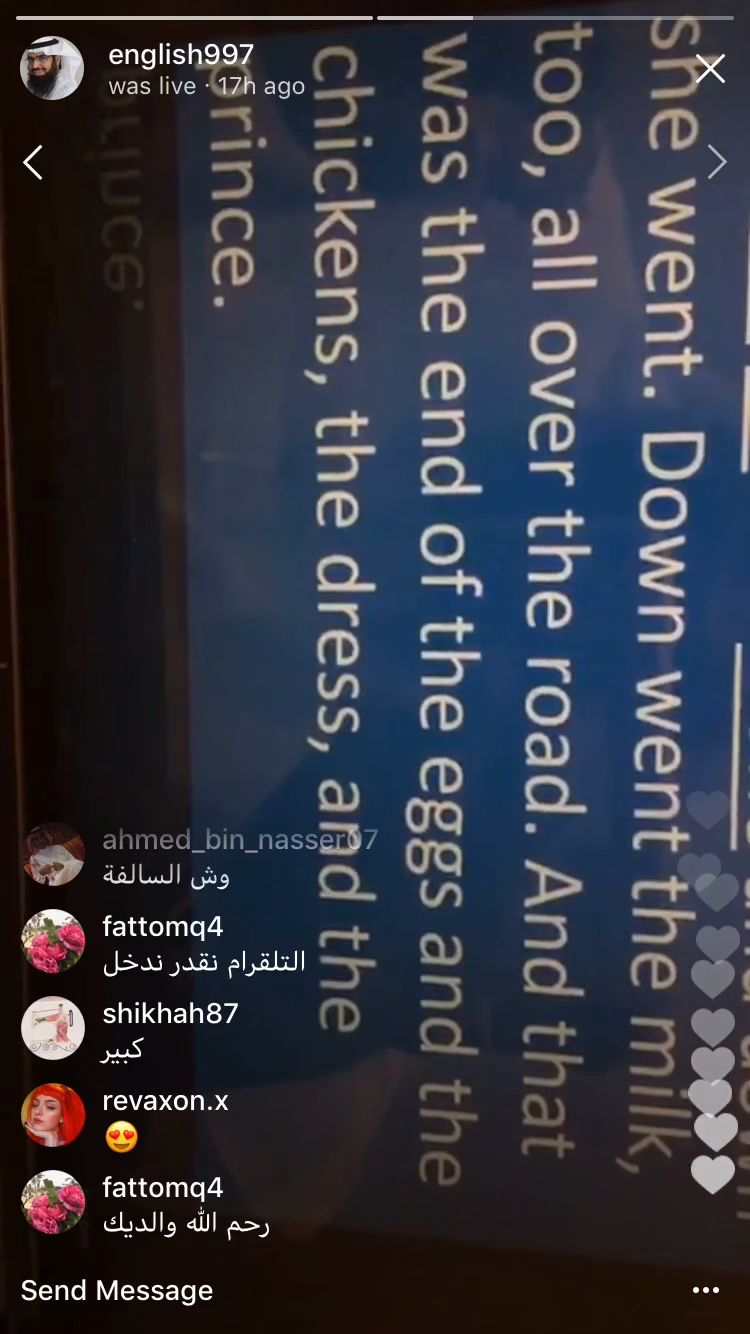 english997
was live · 17h ago
she went. Down went the milk,
too, all over the road. And that
was the end of the eggs and the
chickens, the dress, and the
prince.
ahmed_bin_nasser07
وش السالفة
fattomq4
التلقرام نقدر ندخل
shikhah87
كبير
revaxon.x
😍
fattomq4
رحم الله والديك
Send Message